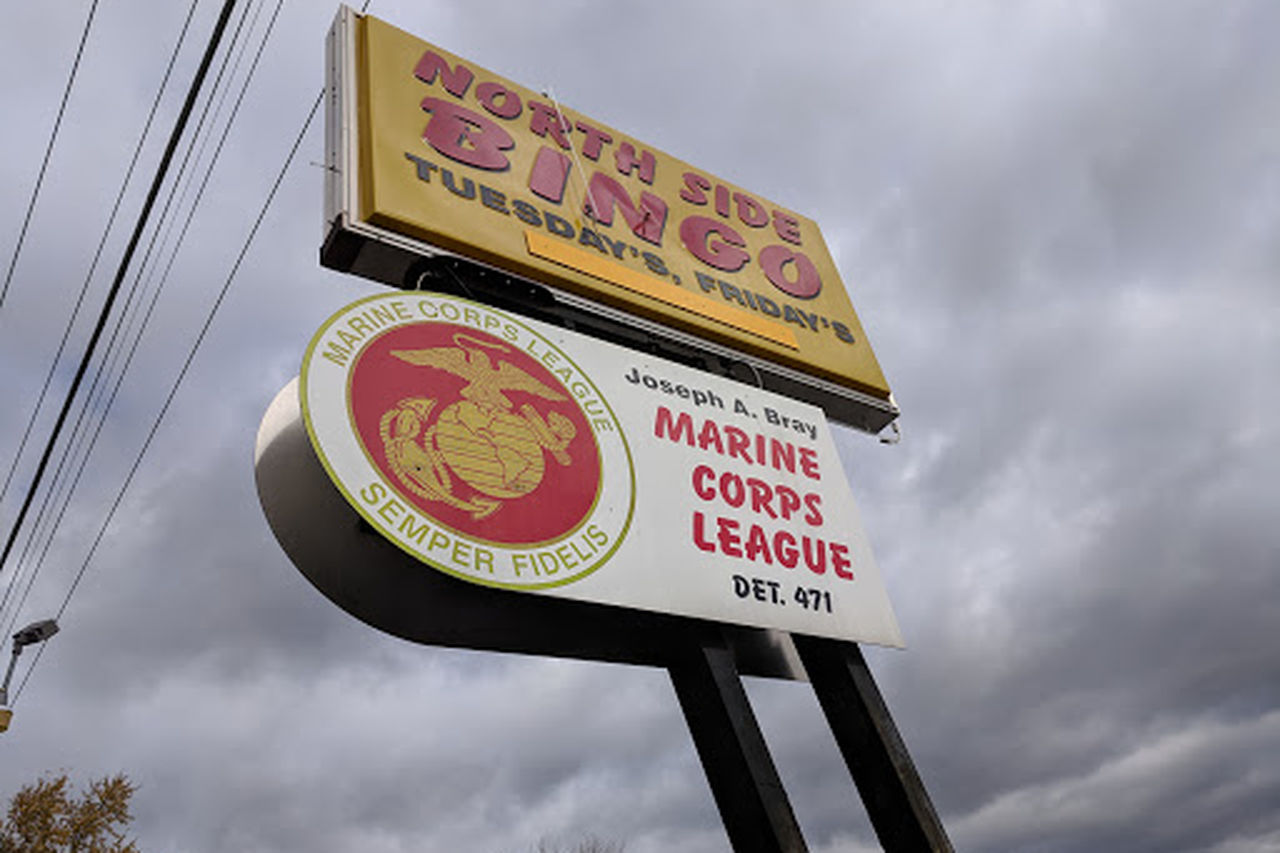 NORTH SIDE
BINGO
TUESDAY'S, FRIDAY'S
MARINE CORPS LEAGUE
SEMPER FIDELIS
Joseph A. Bray
MARINE
CORPS
LEAGUE
DET. 471